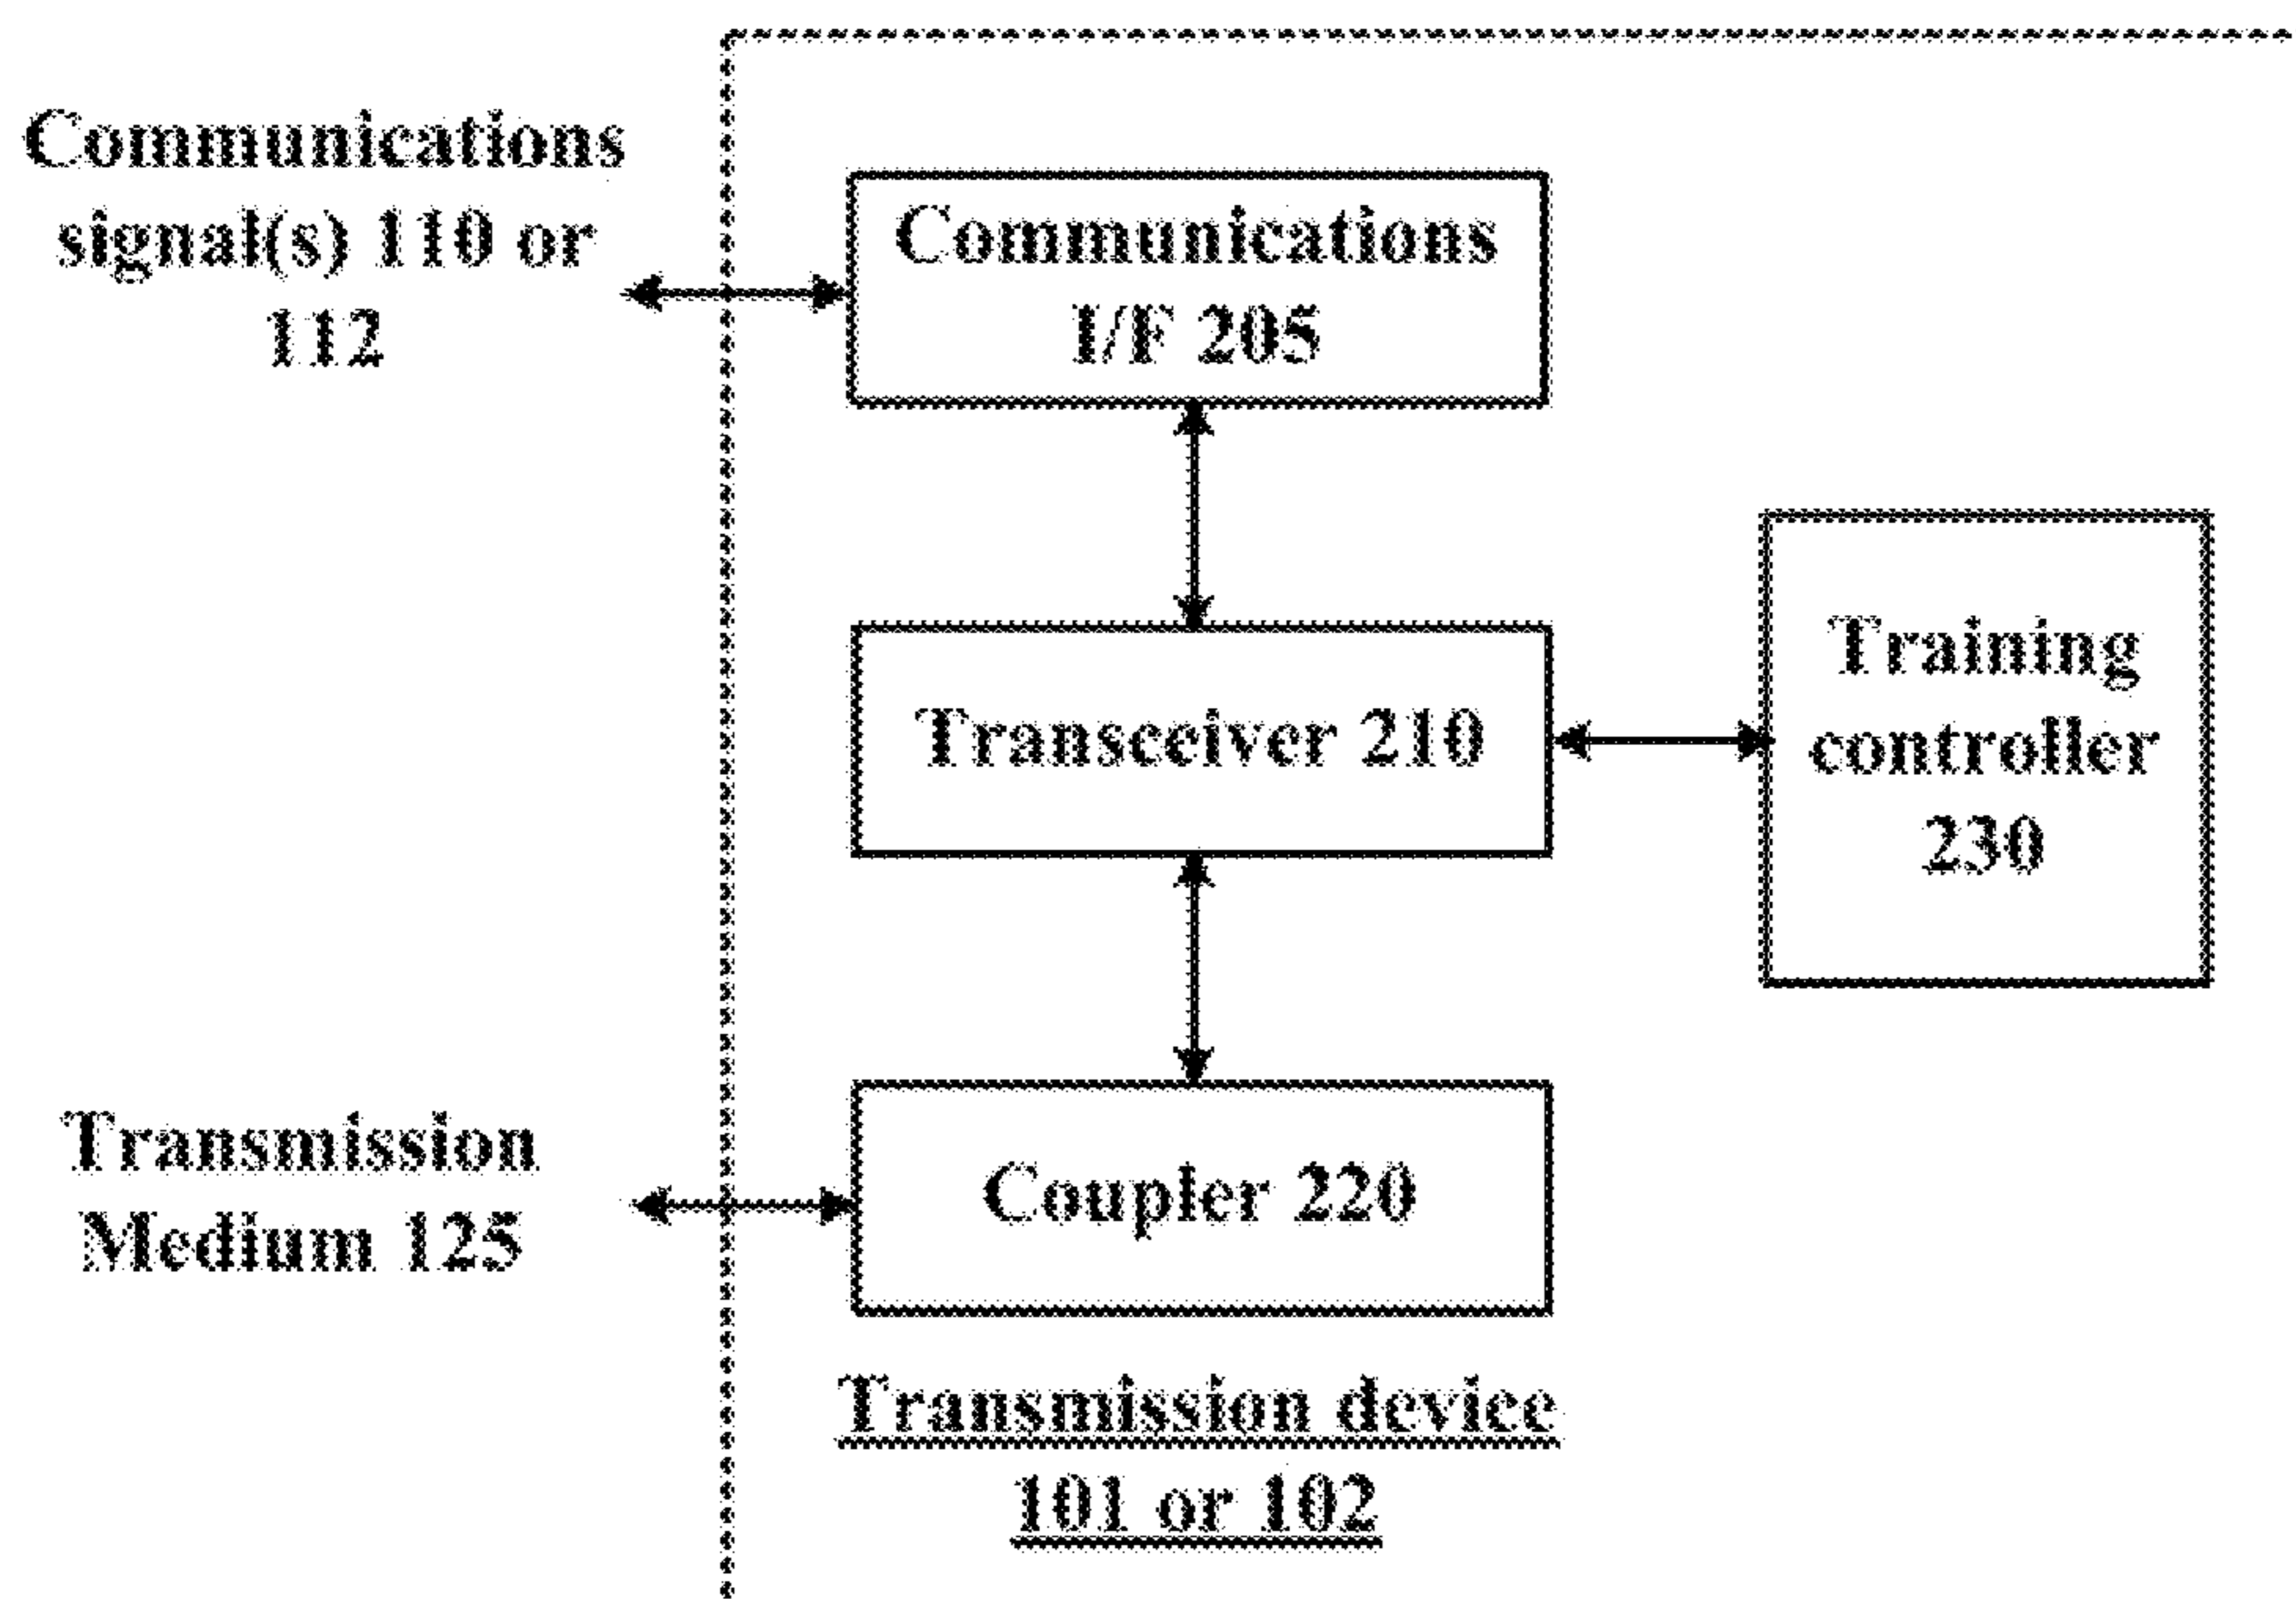 Communications
signal(s) 110 or
112
Communications
I/F 205
Transceiver 210
Training
controller
230
Transmission
Medium 125
Coupler 220
Transmission device
101 or 102